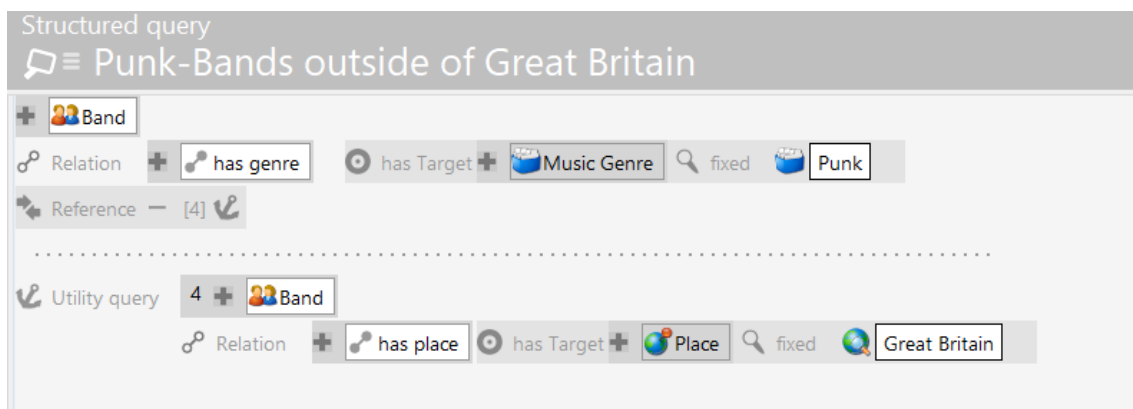 Structured query
Punk-Bands outside of Great Britain
Band
Relation has genre has Target Music Genre fixed Punk
Reference [4]
Utility query 4 Band
Relation has place has Target Place fixed Great Britain